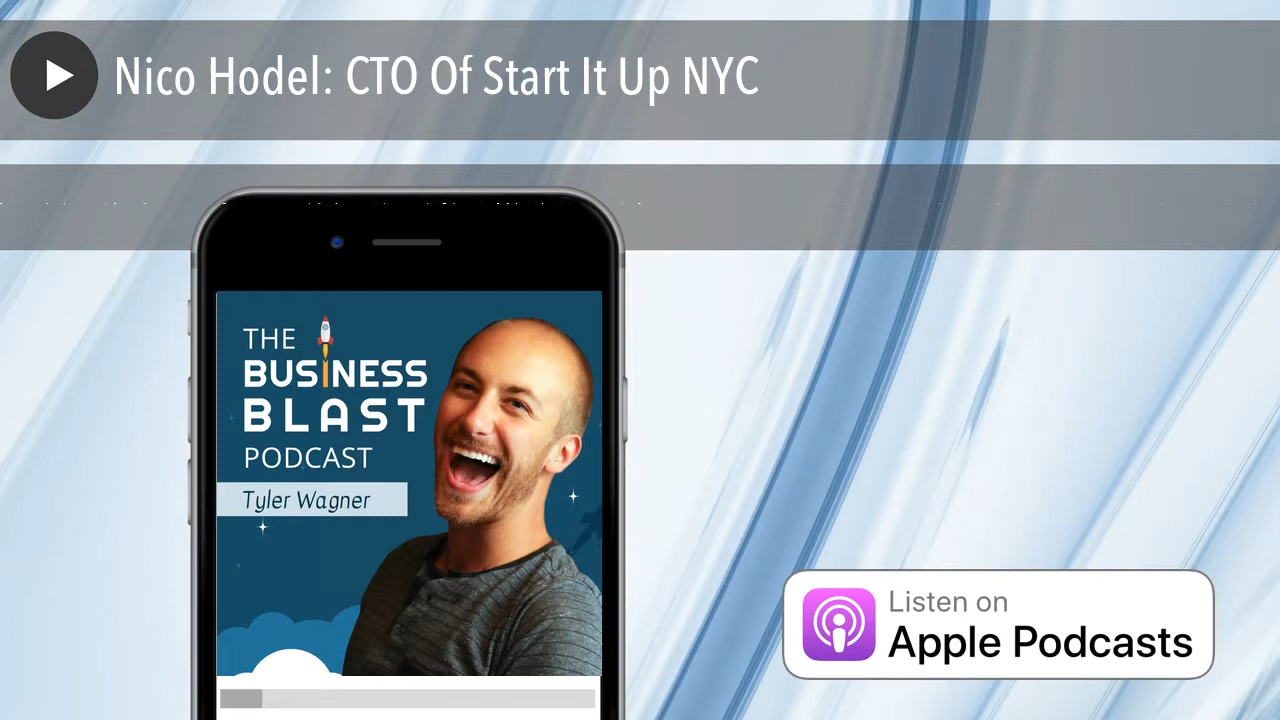 Nico Hodel: CTO Of Start It Up NYC
THE
BUSINESS
BLAST
PODCAST
Tyler Wagner
Listen on
Apple Podcasts